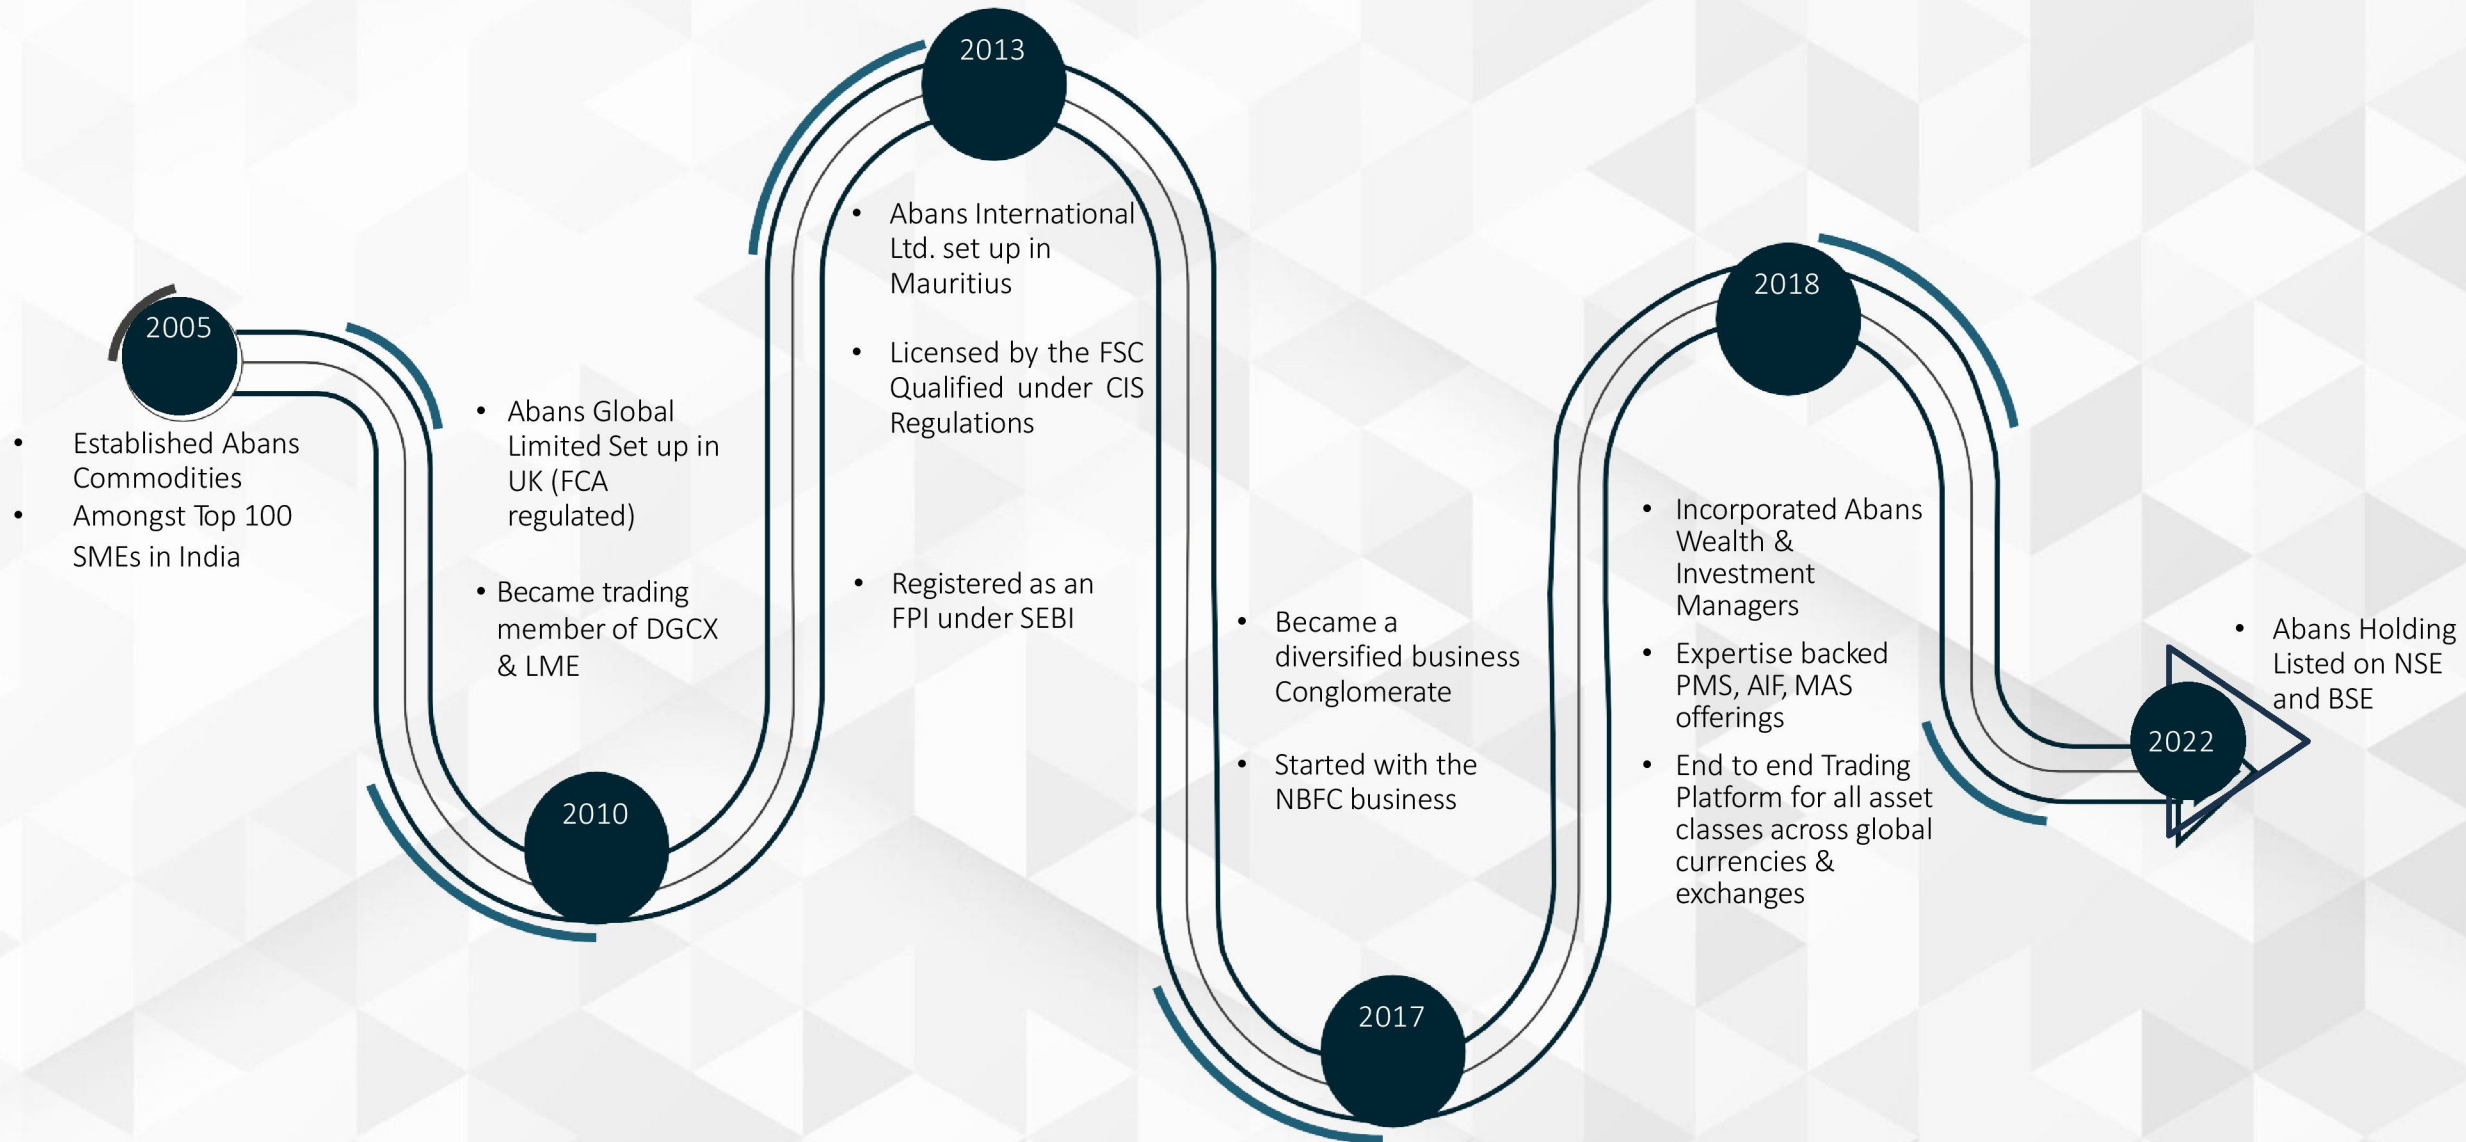 2005
• Established Abans
Commodities
• Amongst Top 100
SMEs in India
• Abans Global
Limited Set up in
UK (FCA
regulated)
• Became trading
member of DGCX
& LME
2010
2013
• Abans International
Ltd. set up in
Mauritius
• Licensed by the FSC
Qualified under CIS
Regulations
• Registered as an
FPI under SEBI
• Became a
diversified business
Conglomerate
• Started with the
NBFC business
2017
2018
• Incorporated Abans
Wealth &
Investment
Managers
• Expertise backed
PMS, AIF, MAS
offerings
• End to end Trading
Platform for all asset
classes across global
currencies &
exchanges
• Abans Holding
Listed on NSE
and BSE
2022